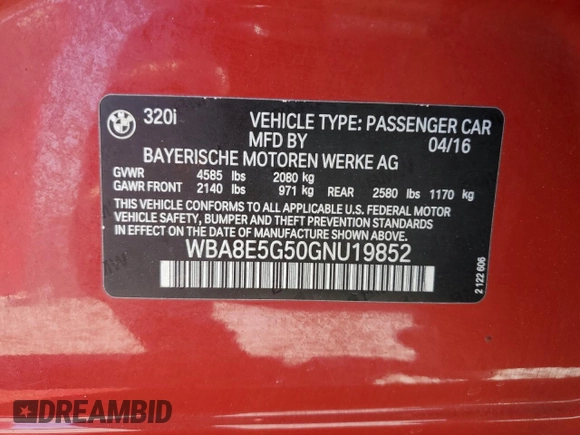 320i VEHICLE TYPE: PASSENGER CAR
MFD BY 04/16
BAYERISCHE MOTOREN WERKE AG
GVWR 4585 lbs 2080 kg
GAWR FRONT 2140 lbs 971 kg REAR 2580 lbs 1170 kg
THIS VEHICLE CONFORMS TO ALL APPLICABLE U.S. FEDERAL MOTOR
VEHICLE SAFETY, BUMPER AND THEFT PREVENTION STANDARDS
IN EFFECT ON THE DATE OF MANUFACTURE SHOWN ABOVE.
WBA8E5G50GNU19852
2 122 606
DREAMBID